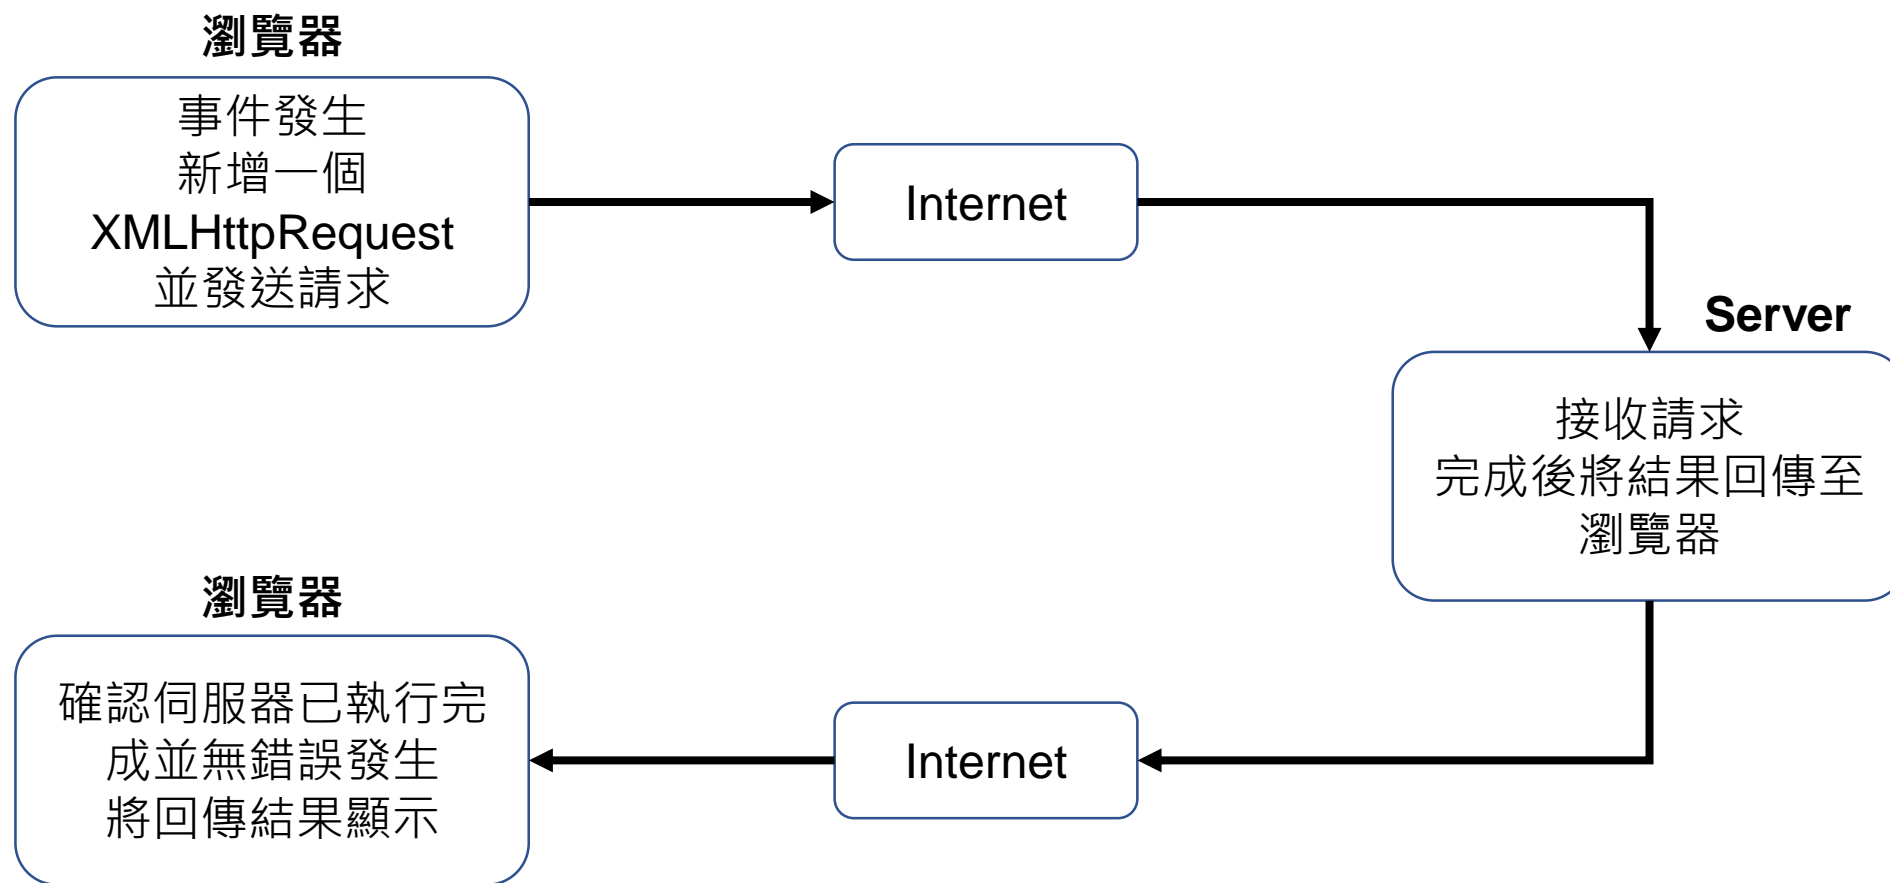 瀏覽器
事件發生
新增一個
XMLHttpRequest
並發送請求
Internet
Server
接收請求
完成後將結果回傳至
瀏覽器
Internet
瀏覽器
確認伺服器已執行完
成並無錯誤發生
將回傳結果顯示